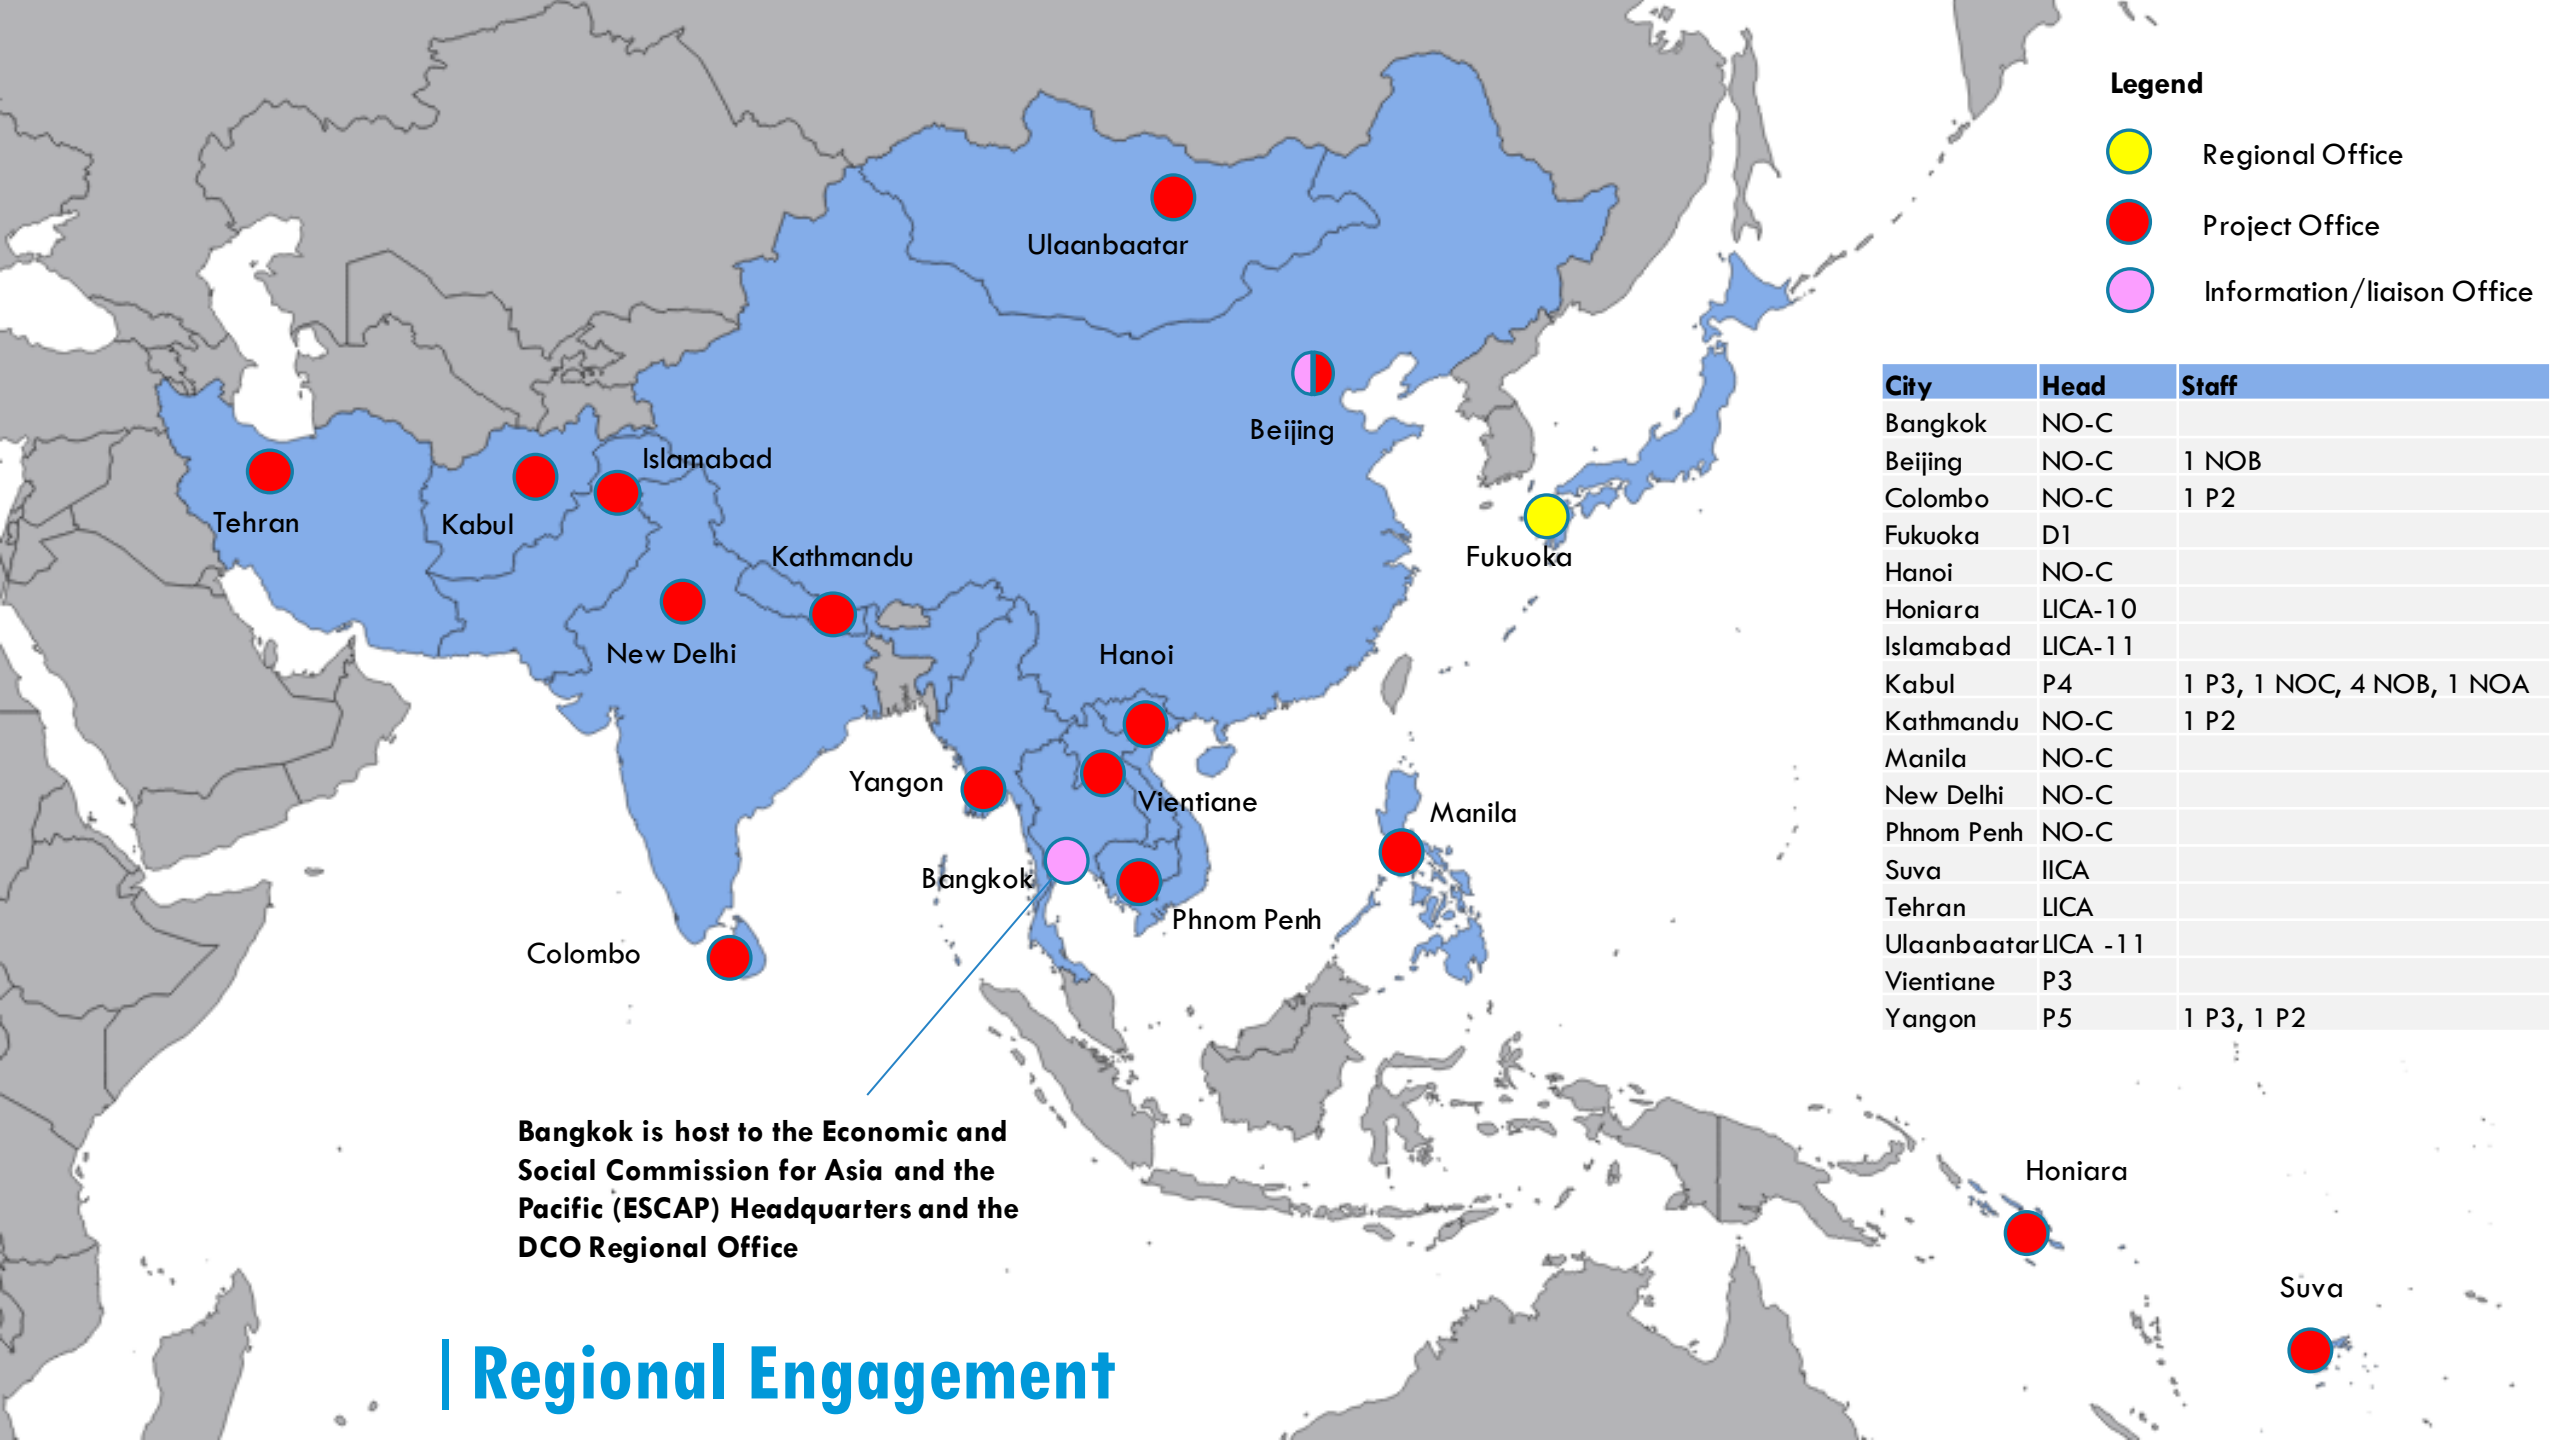 Legend
Regional Office
Project Office
Information/liaison Office
Ulaanbaatar
Beijing
Islamabad
Tehran
Kabul
Kathmandu
Fukuoka
New Delhi
Hanoi
Yangon
Vientiane
Manila
Bangkok
Phnom Penh
Colombo
Honiara
Suva
City Head Staff
Bangkok NO-C
Beijing NO-C 1 NOB
Colombo NO-C 1 P2
Fukuoka D1
Hanoi NO-C
Honiara LICA-10
Islamabad LICA-11
Kabul P4 1 P3, 1 NOC, 4 NOB, 1 NOA
Kathmandu NO-C 1 P2
Manila NO-C
New Delhi NO-C
Phnom Penh NO-C
Suva IICA
Tehran LICA
Ulaanbaatar LICA -11
Vientiane P3
Yangon P5 1 P3, 1 P2
Bangkok is host to the Economic and
Social Commission for Asia and the
Pacific (ESCAP) Headquarters and the
DCO Regional Office
Regional Engagement